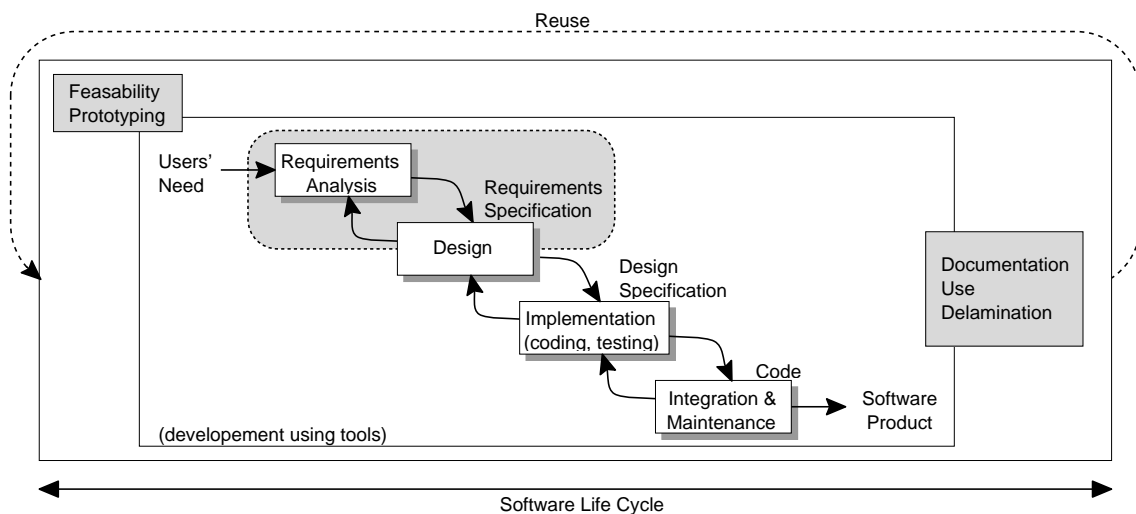 Reuse
Feasability
Prototyping
Users’
Need
Requirements
Analysis
Requirements
Specification
Design
Design
Specification
Documentation
Use
Delamination
Implementation
(coding, testing)
Code
Integration &
Maintenance
Software
Product
(developement using tools)
Software Life Cycle